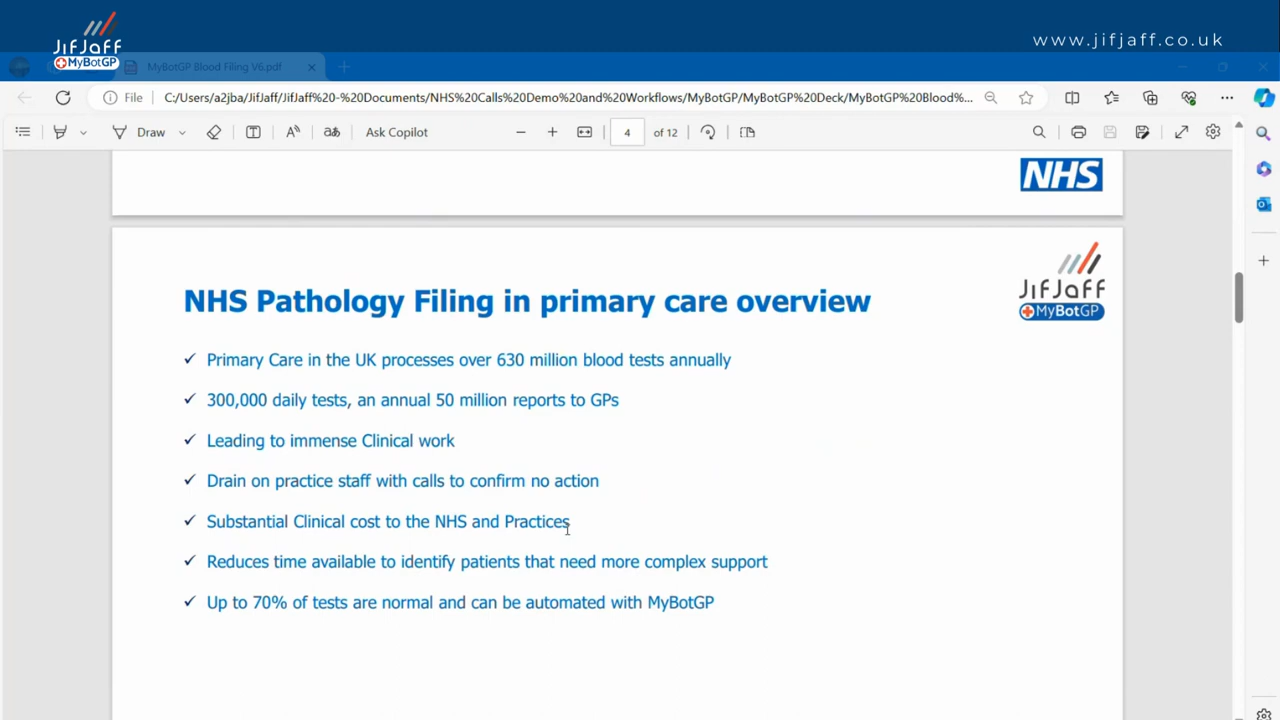 JifJaff
MyBotGP
www.jifjaff.co.uk
MyBotGP Blood Filing V6.pdf
File
C:/Users/a2jba/JifJaff/JifJaff%20-%20Documents/NHS%20Calls%20Demo%20and%20Workflows/MyBotGP/MyBotGP%20Deck/MyBotGP%20Blood%...
Draw
Ask Copilot
4 of 12
NHS
NHS Pathology Filing in primary care overview
JifJaff
MyBotGP
✓ Primary Care in the UK processes over 630 million blood tests annually
✓ 300,000 daily tests, an annual 50 million reports to GPs
✓ Leading to immense Clinical work
✓ Drain on practice staff with calls to confirm no action
✓ Substantial Clinical cost to the NHS and Practices
✓ Reduces time available to identify patients that need more complex support
✓ Up to 70% of tests are normal and can be automated with MyBotGP